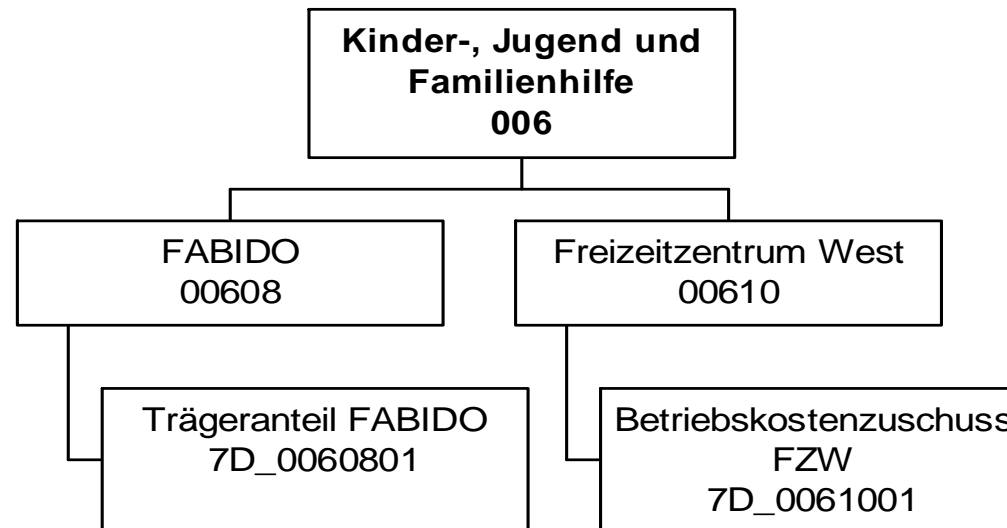 Kinder-, Jugend und
Familienhilfe
006
FABIDO
00608
Freizeitzentrum West
00610
Trägeranteil FABIDO
7D_0060801
Betriebskostenzuschuss
FZW
7D_0061001